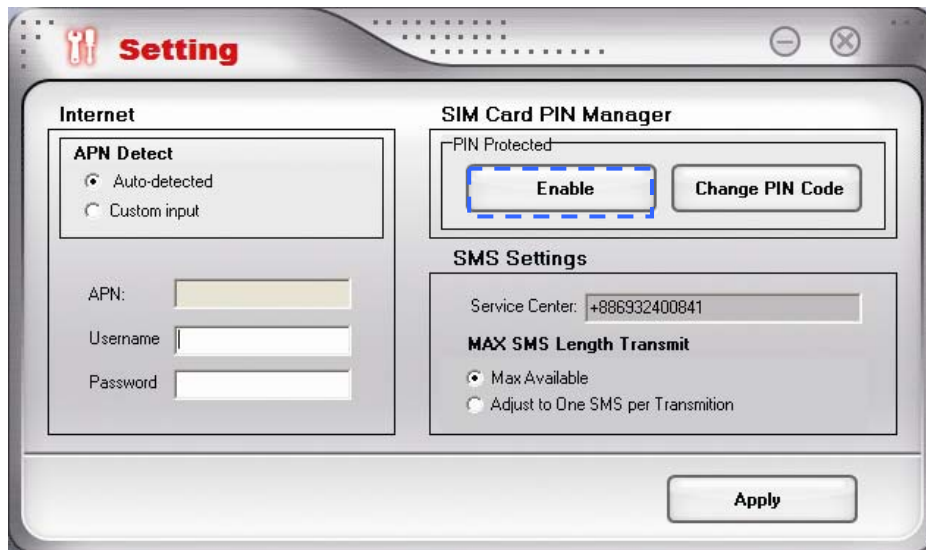 Setting
Internet
APN Detect
Auto-detected
Custom input
APN:
Username
Password
SIM Card PIN Manager
PIN Protected
Enable
Change PIN Code
SMS Settings
Service Center: +886932400841
MAX SMS Length Transmit
Max Available
Adjust to One SMS per Transmition
Apply